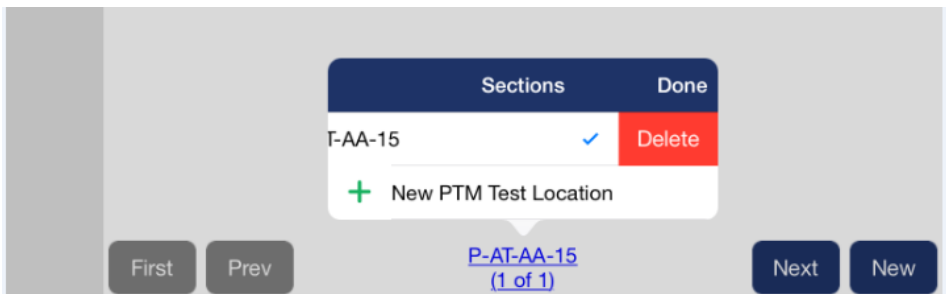 Sections Done
T-AA-15 Delete
New PTM Test Location
First Prev P-AT-AA-15 Next New
(1 of 1)